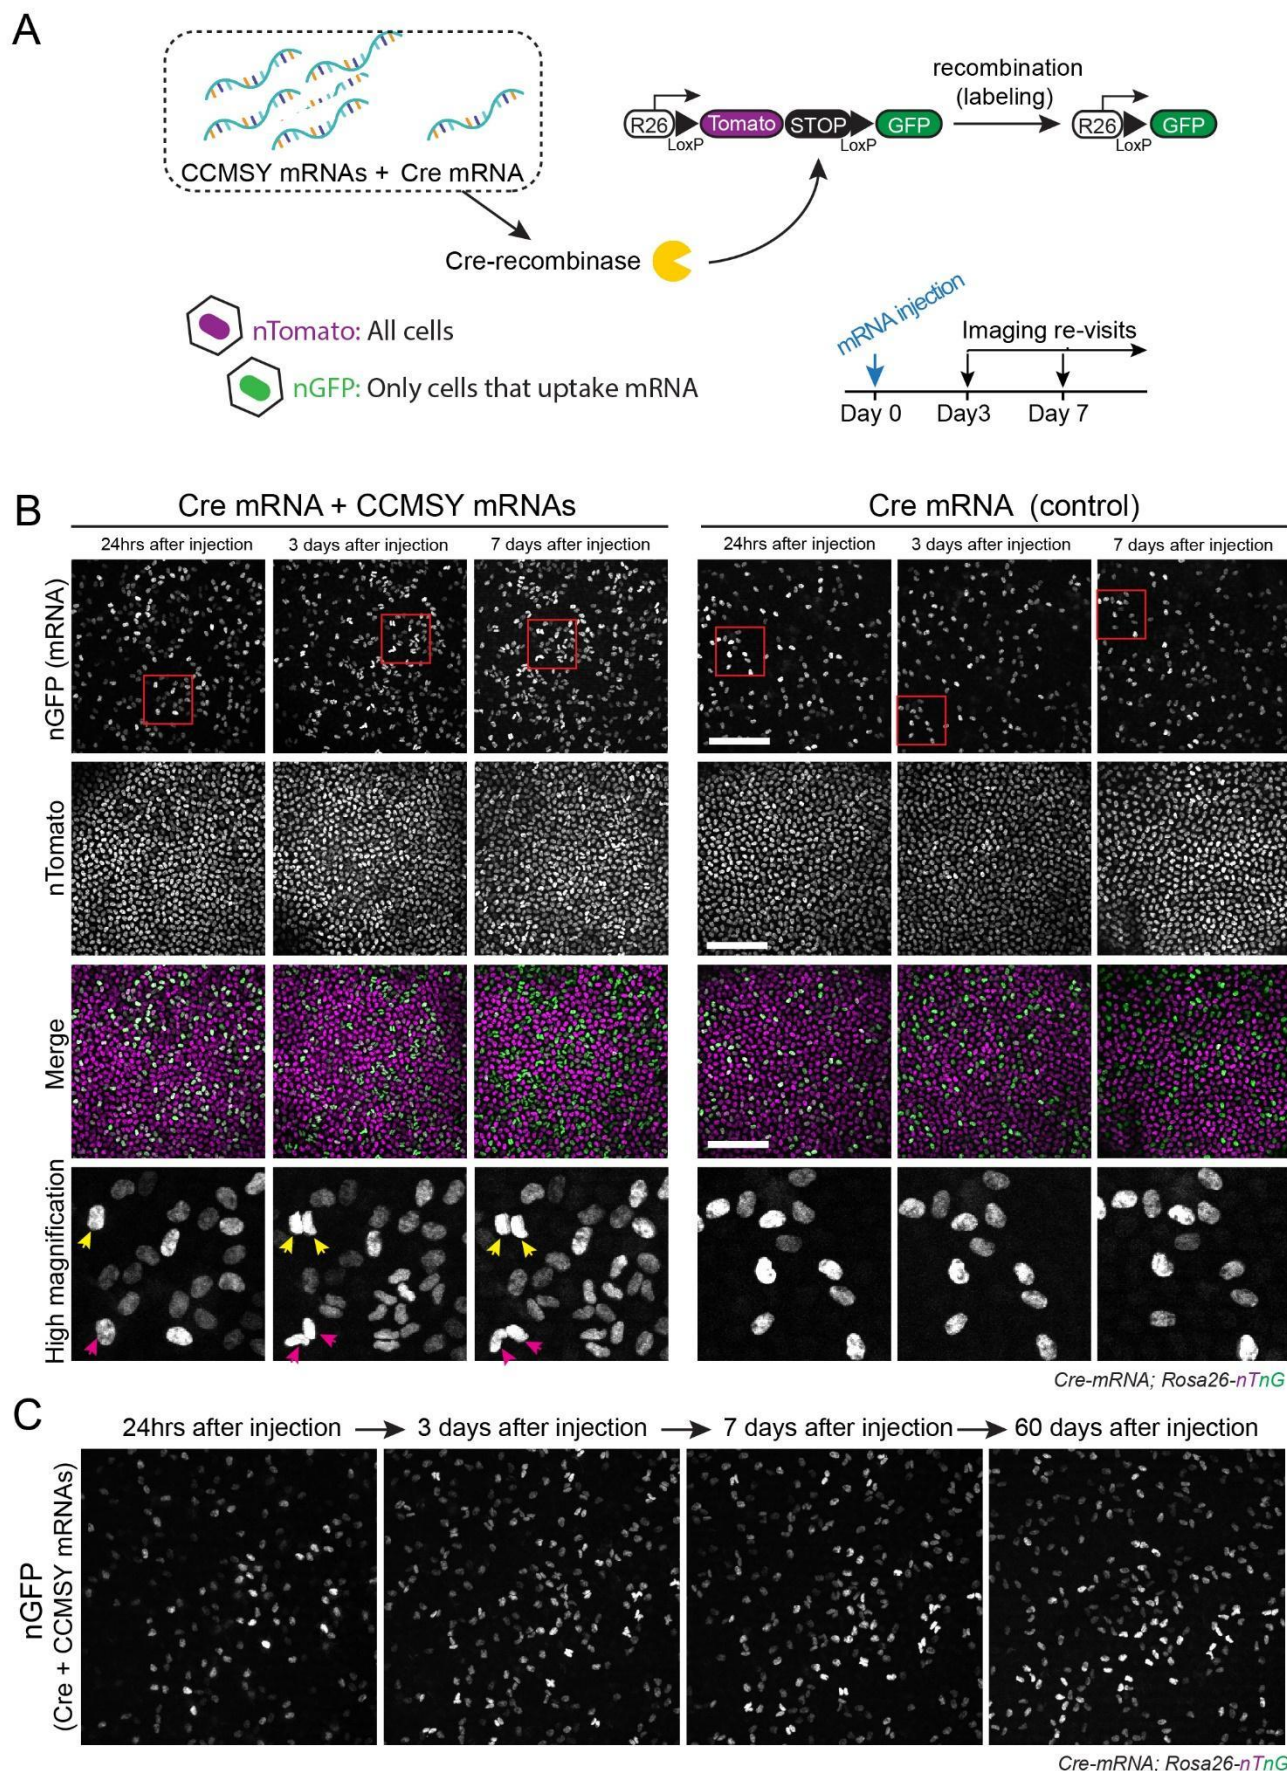 A
CCMSY mRNAs + Cre mRNA
R26
LoxP
Tomato
STOP
LoxP
GFP
recombination
(labeling)
R26
LoxP
GFP
Cre-recombinase
nTomato: All cells
nGFP: Only cells that uptake mRNA
mRNA injection
Imaging re-visits
Day 0
Day3
Day 7
B
Cre mRNA + CCMSY mRNAs
Cre mRNA (control)
24hrs after injection
3 days after injection
7 days after injection
24hrs after injection
3 days after injection
7 days after injection
nGFP (mRNA)
nTomato
Merge
High magnification
Cre-mRNA; Rosa26-nTnG
C
24hrs after injection
3 days after injection
7 days after injection
60 days after injection
nGFP
(Cre + CCMSY mRNAs)
Cre-mRNA; Rosa26-nTnG